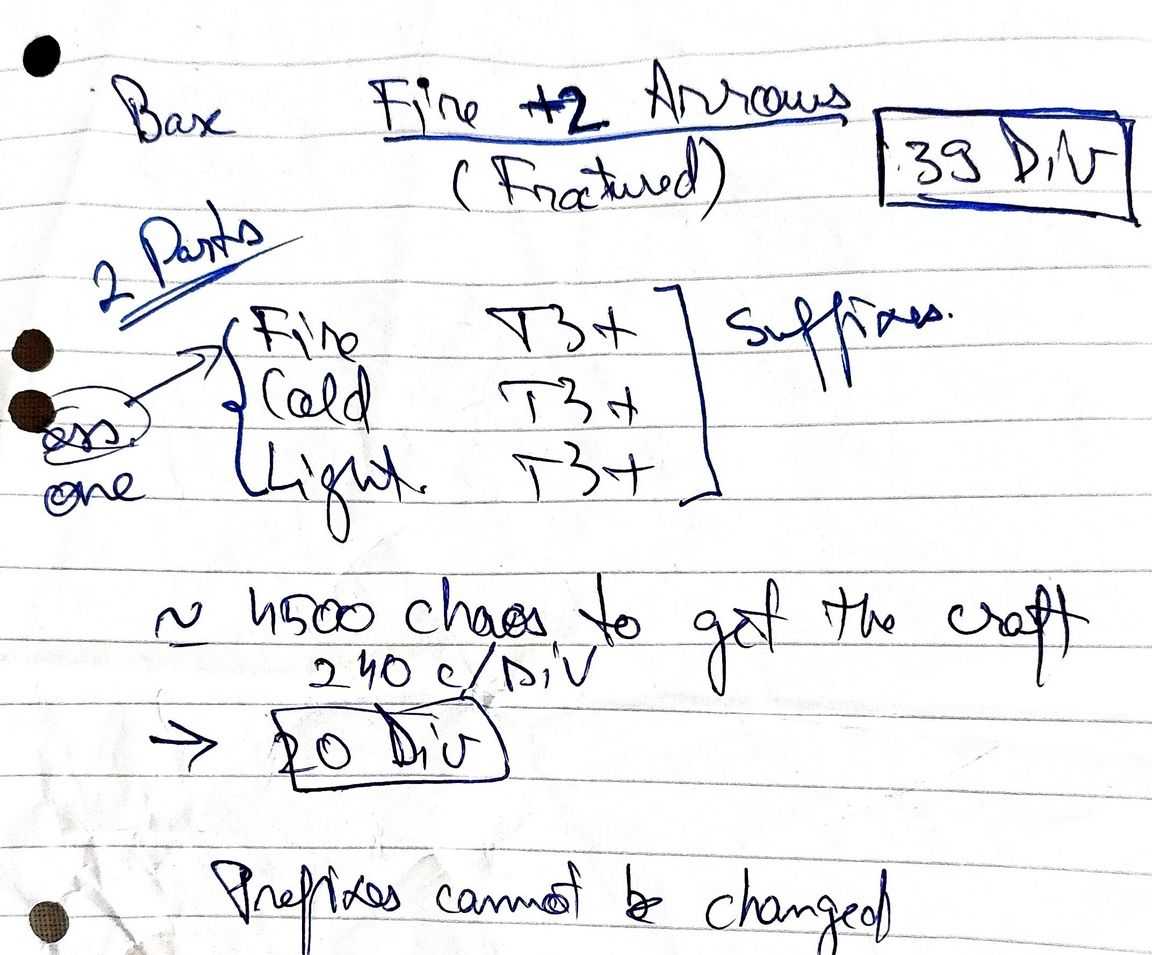 Base Fire +2 Arrows
(Fractured) 39 Div
2 Parts
Fire T3+ Suffixes.
Cold T3+
ess.
Light. T3+
one
~ 4500 chaos to get the craft
240 c/Div
→ 20 Div
Prefixes cannot be changed